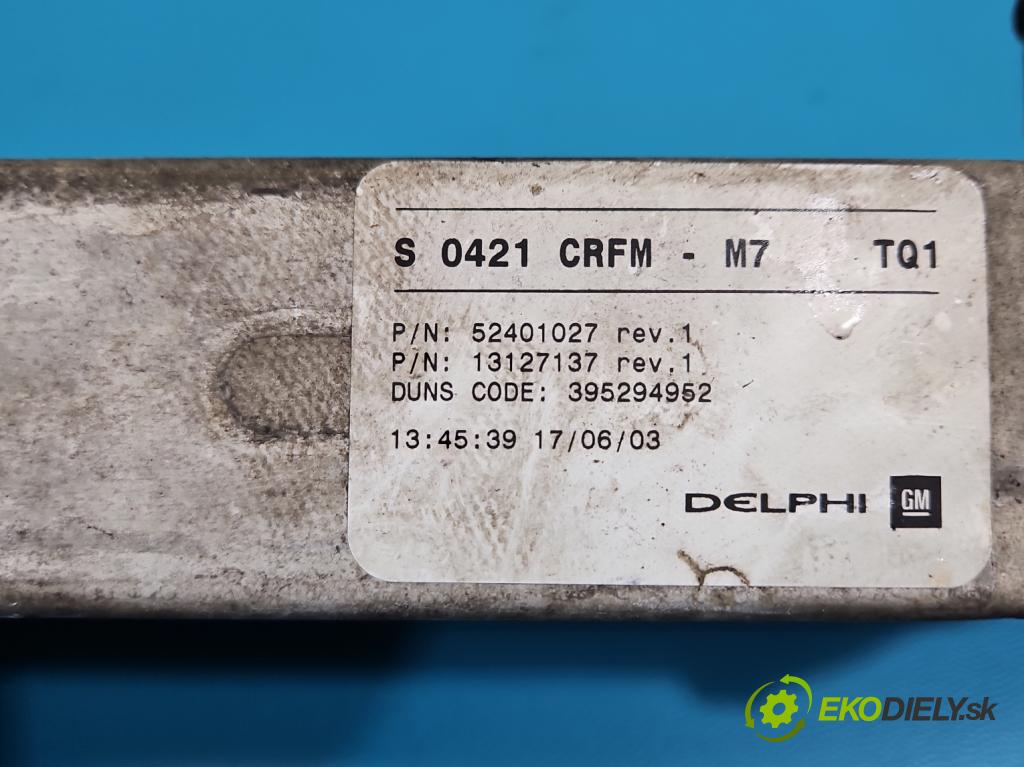 S 0421 CRFM - M7 TQ1
P/N: 52401027 rev.1
P/N: 13127137 rev.1
DUNS CODE: 395294952
13:45:39 17/06/03
DELPHI GM
EKODIELY.sk